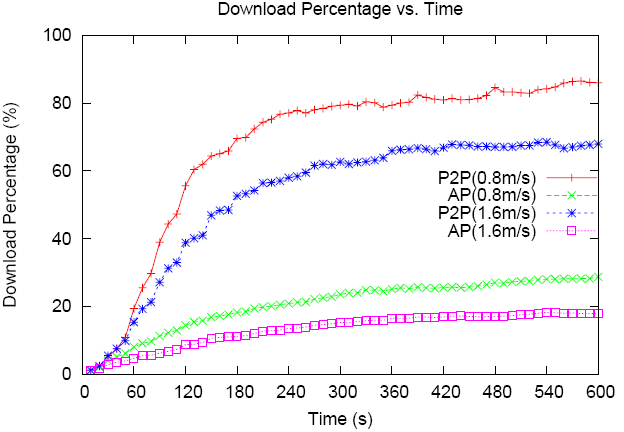 Download Percentage vs. Time
Download Percentage (%)
100
80
60
40
20
0
P2P(0.8m/s)
AP(0.8m/s)
P2P(1.6m/s)
AP(1.6m/s)
0 60 120 180 240 300 360 420 480 540 600
Time (s)